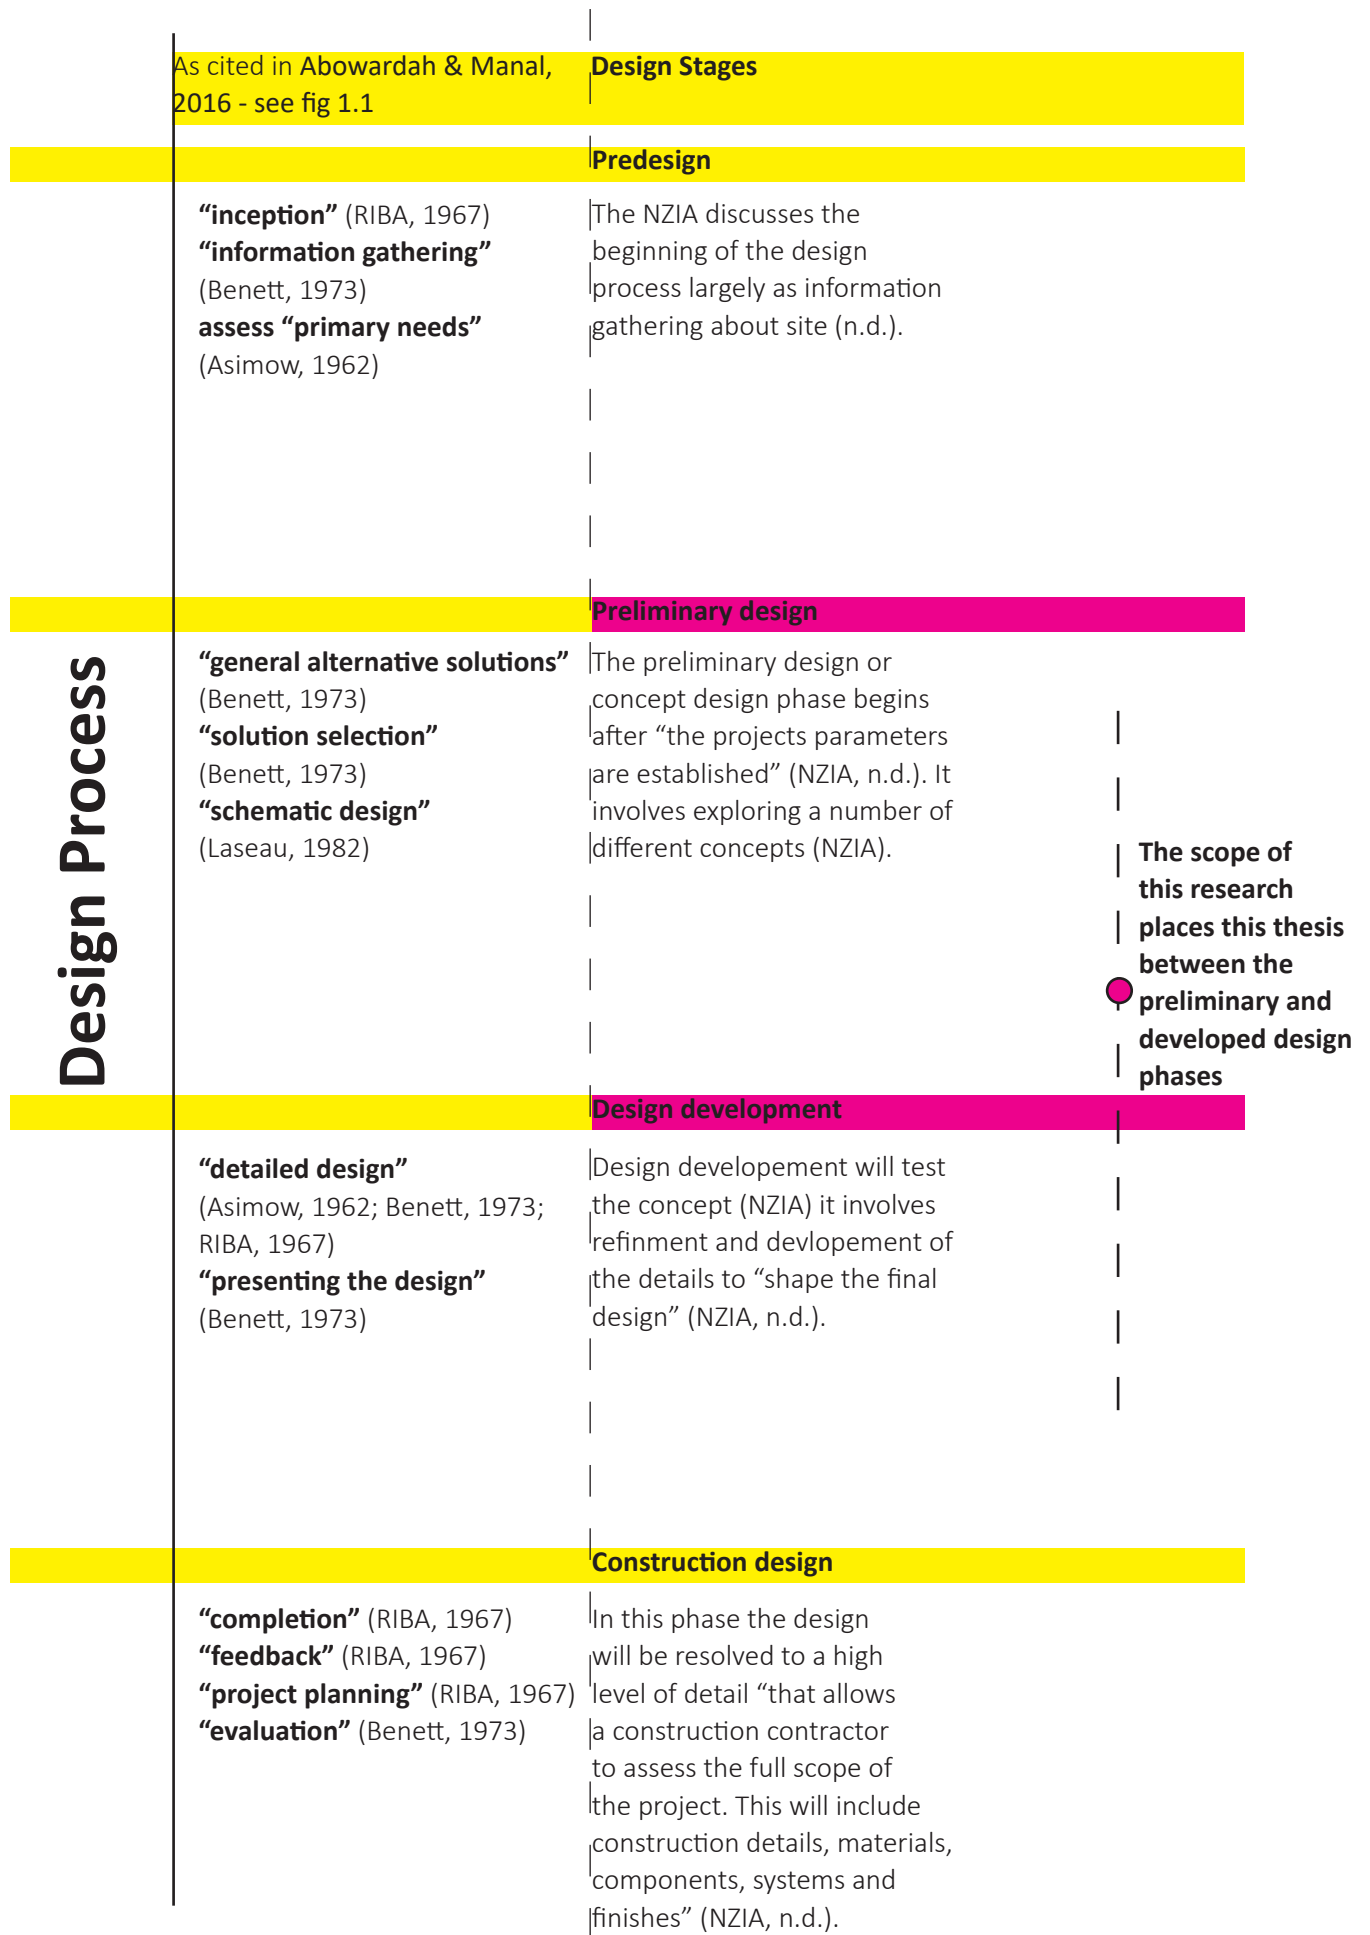 As cited in Abowardah & Manal,
2016 - see fig 1.1
Design Stages
Predesign
“inception” (RIBA, 1967)
“information gathering”
(Benett, 1973)
assess “primary needs”
(Asimow, 1962)
The NZIA discusses the
beginning of the design
process largely as information
gathering about site (n.d.).
Design Process
Preliminary design
“general alternative solutions”
(Benett, 1973)
“solution selection”
(Benett, 1973)
“schematic design”
(Laseau, 1982)
The preliminary design or
concept design phase begins
after “the projects parameters
are established” (NZIA, n.d.). It
involves exploring a number of
different concepts (NZIA).
The scope of
this research
places this thesis
between the
preliminary and
developed design
phases
Design development
“detailed design”
(Asimow, 1962; Benett, 1973;
RIBA, 1967)
“presenting the design”
(Benett, 1973)
Design developement will test
the concept (NZIA) it involves
refinment and devlopement of
the details to “shape the final
design” (NZIA, n.d.).
Construction design
“completion” (RIBA, 1967)
“feedback” (RIBA, 1967)
“project planning” (RIBA, 1967)
“evaluation” (Benett, 1973)
In this phase the design
will be resolved to a high
level of detail “that allows
a construction contractor
to assess the full scope of
the project. This will include
construction details, materials,
components, systems and
finishes” (NZIA, n.d.).